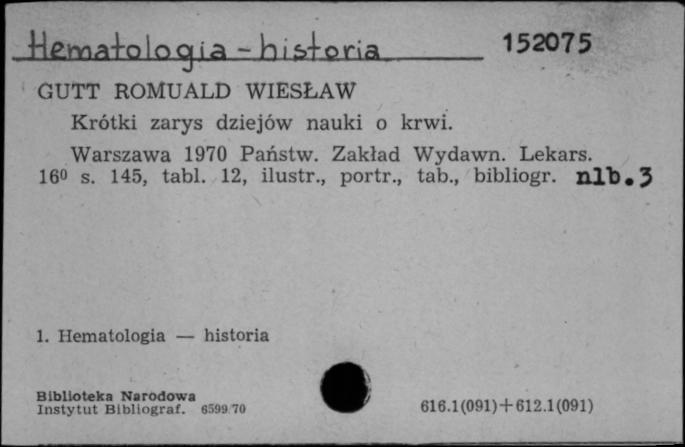 Hematologia - historia 152075
GUTT ROMUALD WIESŁAW
Krótki zarys dziejów nauki o krwi.
Warszawa 1970 Państw. Zakład Wydawn. Lekars.
16⁰ s. 145, tabl. 12, ilustr., portr., tab., bibliogr. nlb.3
1. Hematologia — historia
Biblioteka Narodowa
Instytut Bibliograf. 6599/70 616.1(091)+612.1(091)